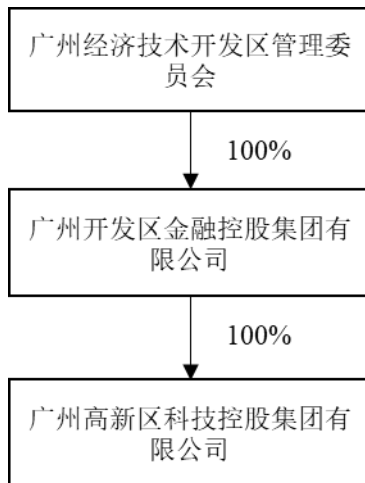 广州经济技术开发区管理委
员会
100%
广州开发区金融控股集团有
限公司
100%
广州高新区科技控股集团有
限公司